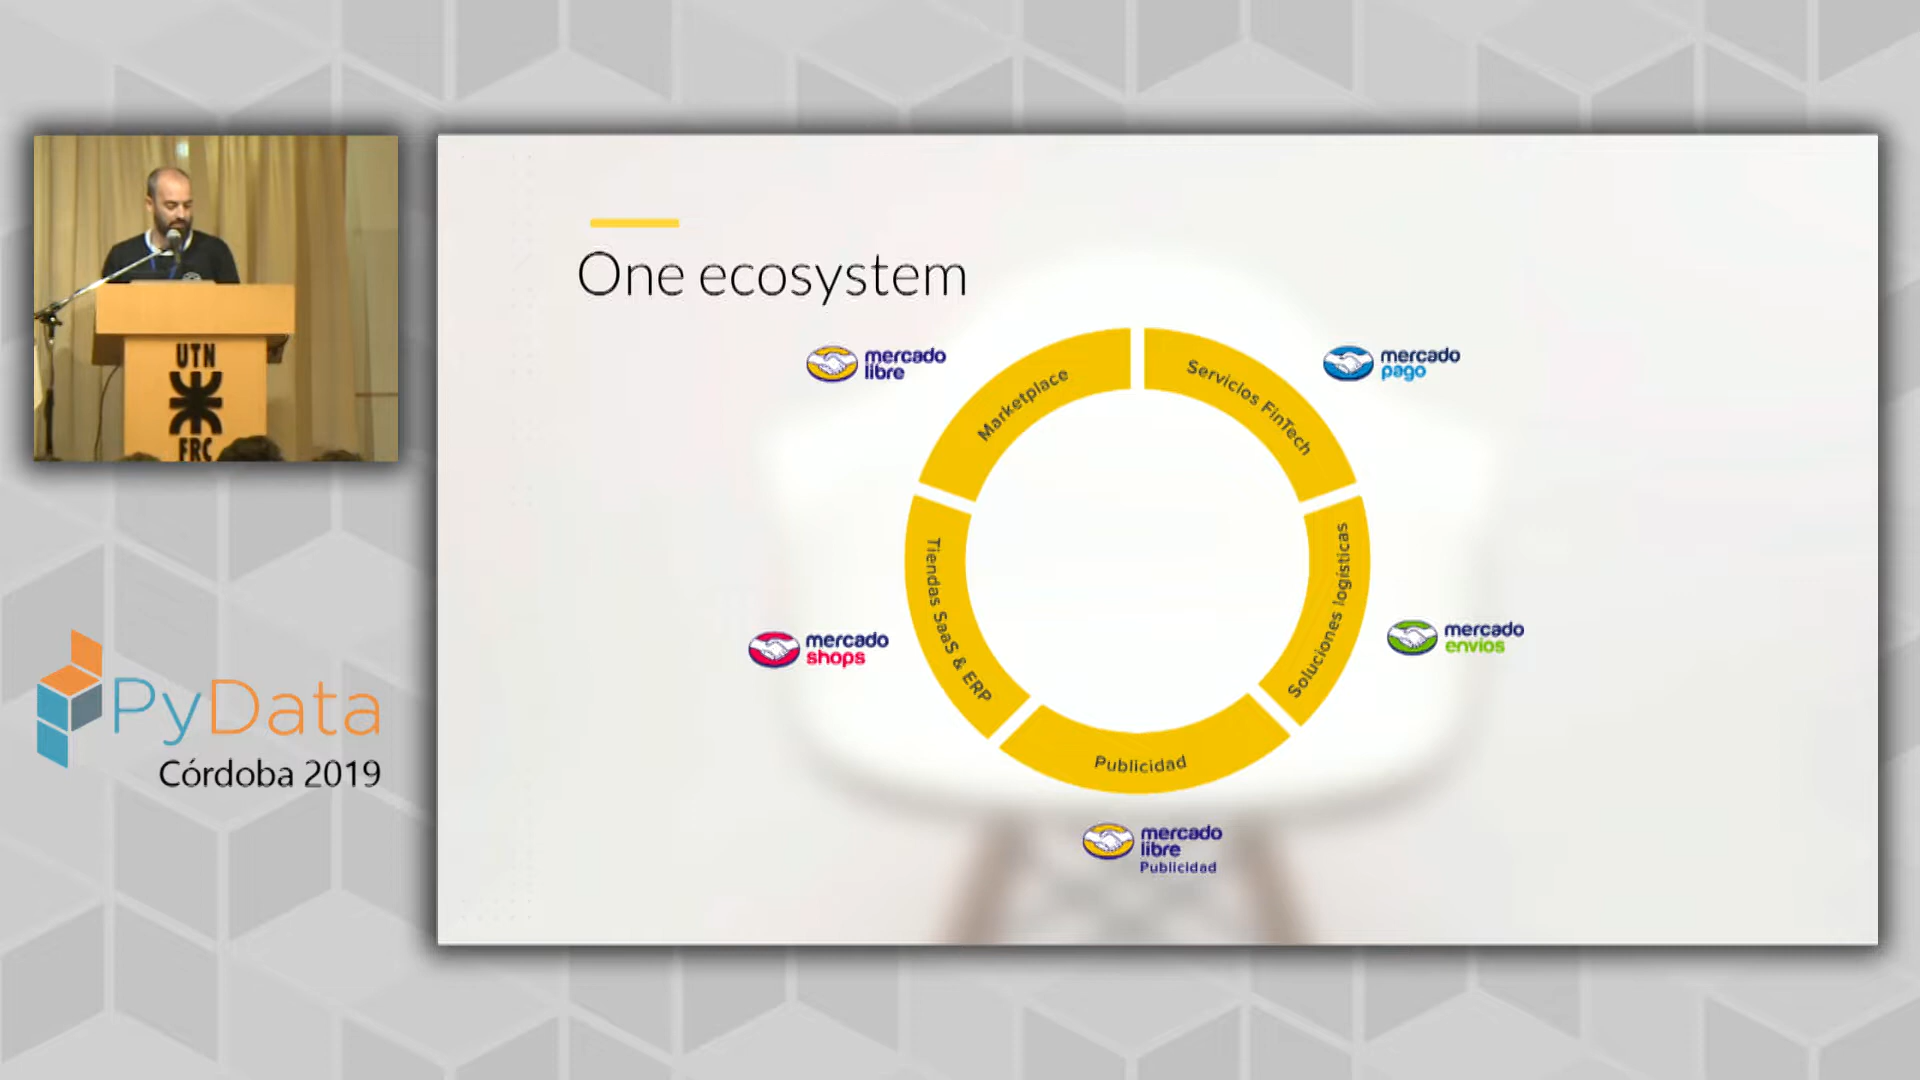 UTN
FRC
PyData
Córdoba 2019
One ecosystem
mercado
libre
Marketplace
Servicios FinTech
mercado
pago
Tiendas SaaS & ERP
Soluciones logísticas
mercado
shops
mercado
envíos
Publicidad
mercado
libre
Publicidad